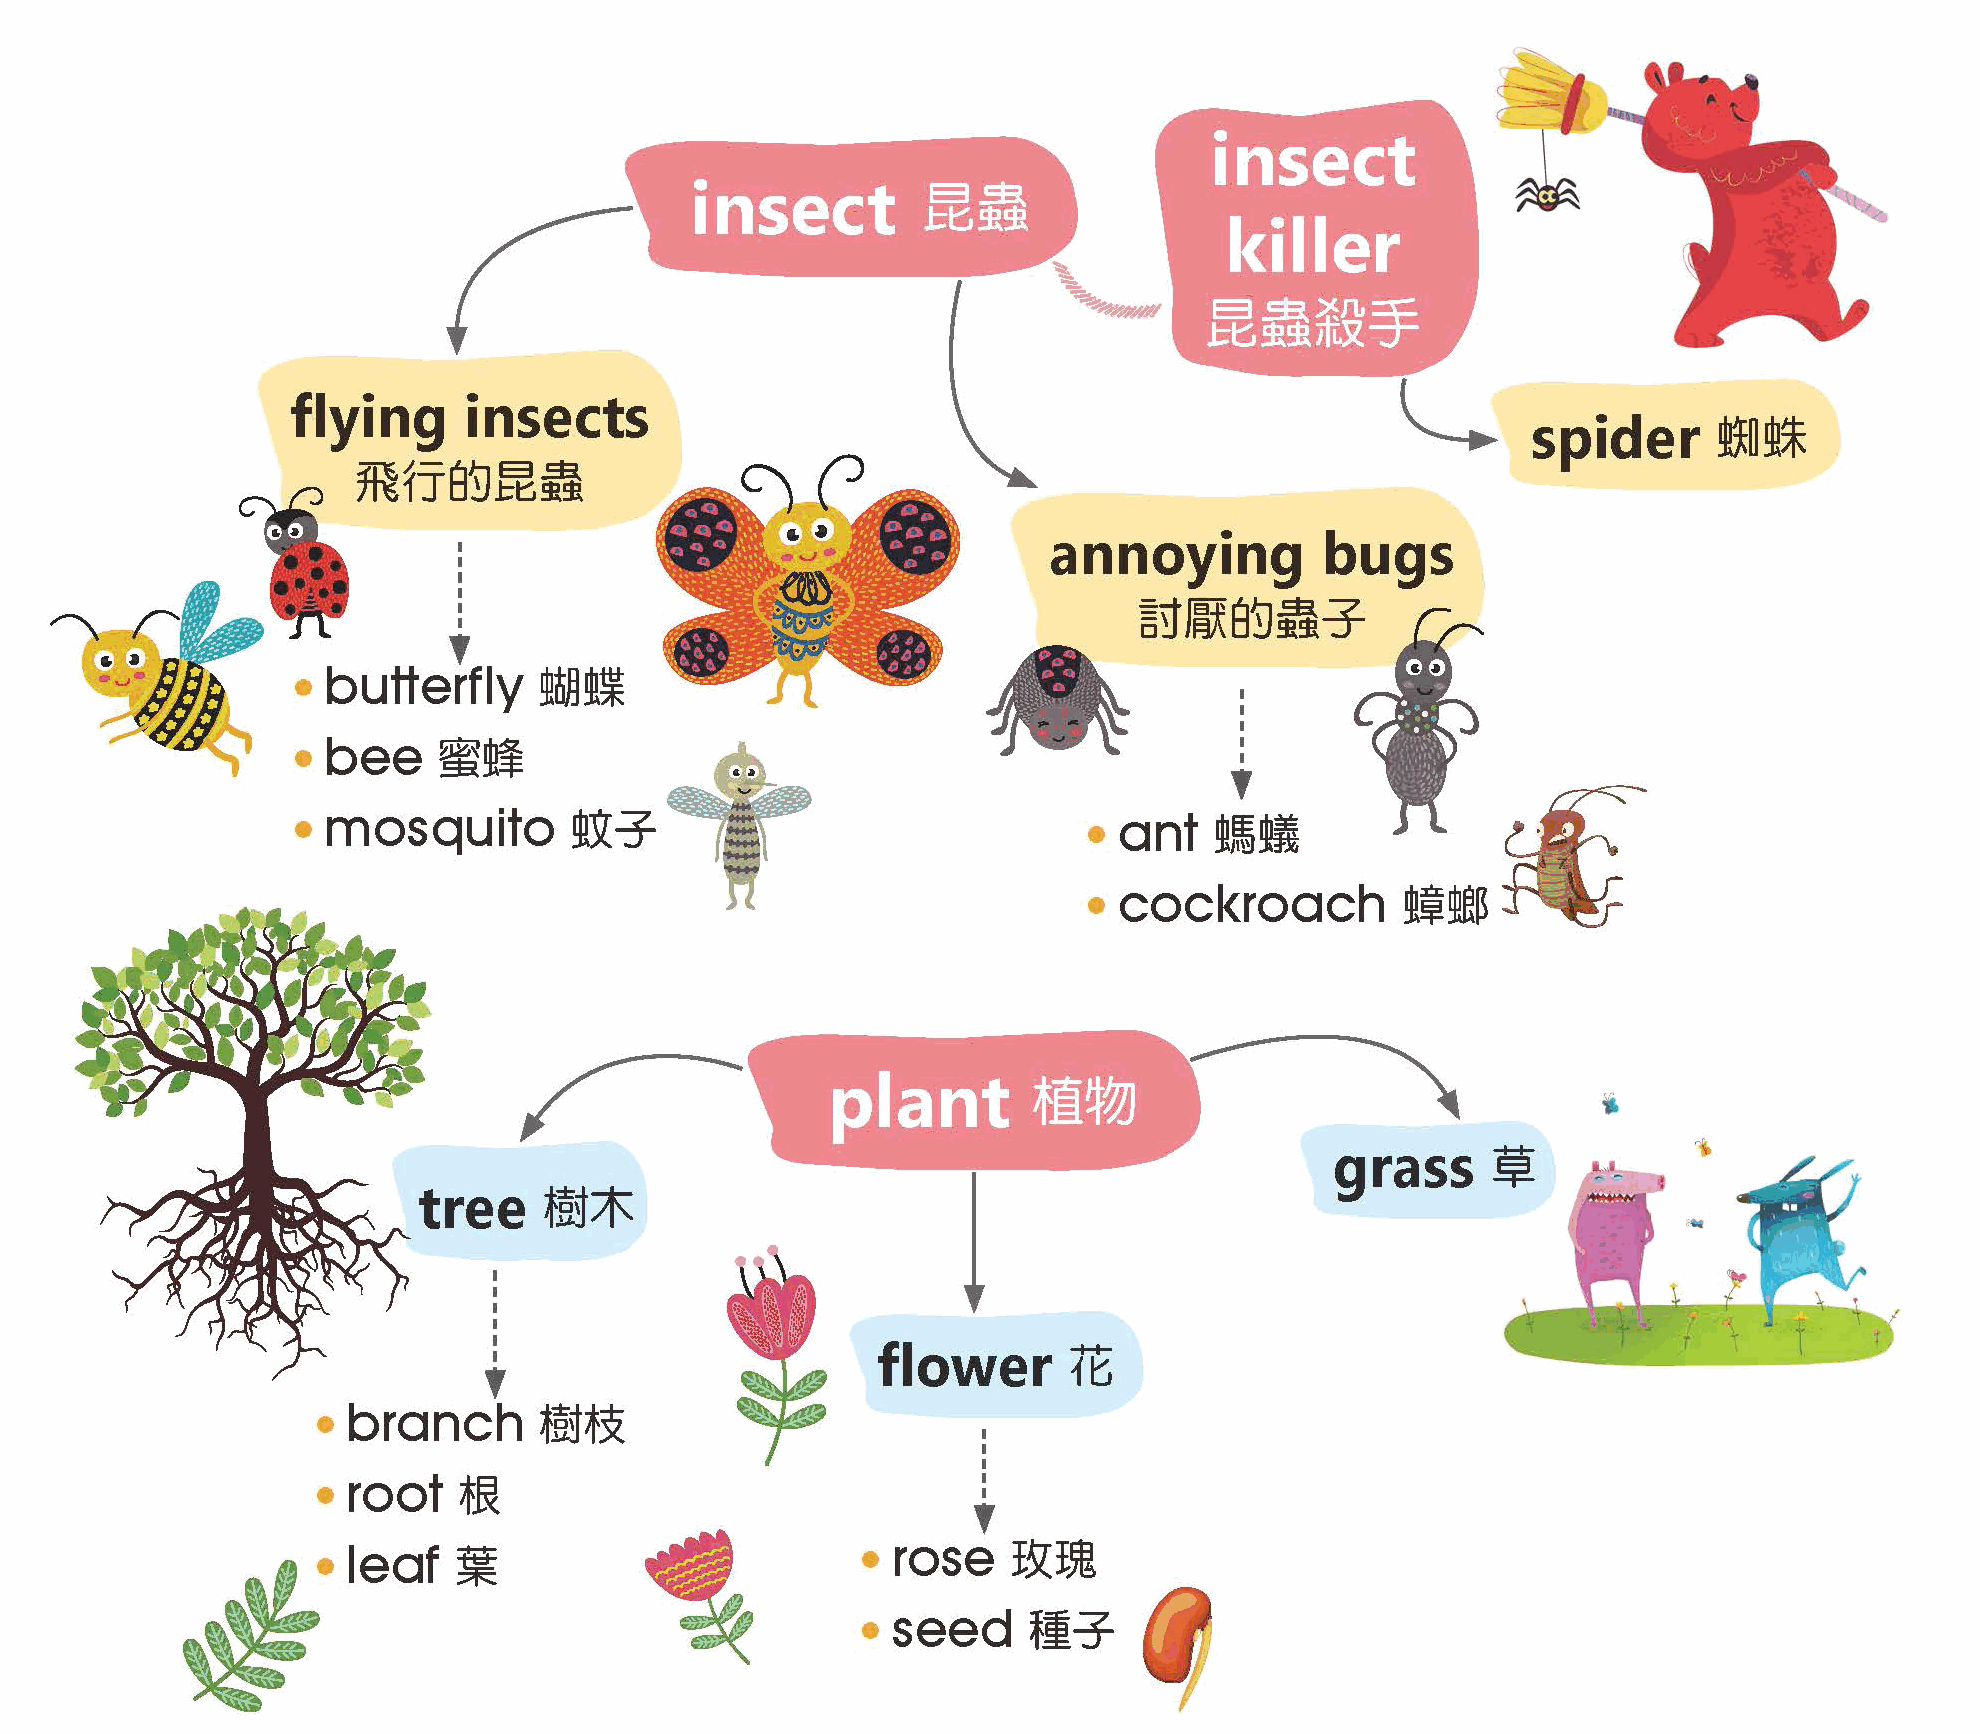 insect 昆蟲
insect
killer
昆蟲殺手
flying insects
飛行的昆蟲
spider 蜘蛛
annoying bugs
討厭的蟲子
butterfly 蝴蝶
bee 蜜蜂
mosquito 蚊子
ant 螞蟻
cockroach 蟑螂
plant 植物
tree 樹木
grass 草
flower 花
branch 樹枝
root 根
leaf 葉
rose 玫瑰
seed 種子